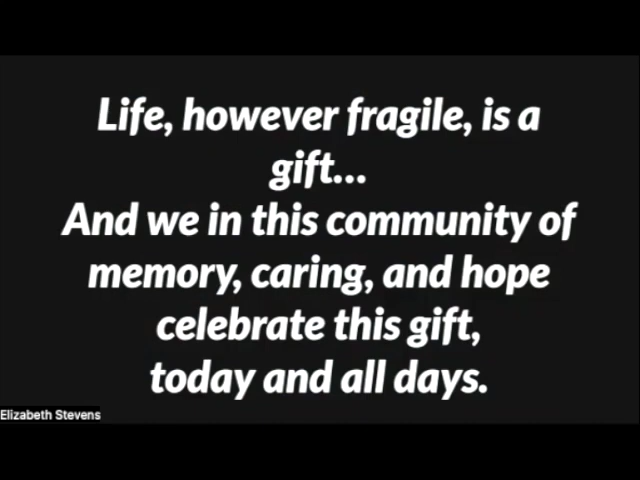 Life, however fragile, is a
gift...
And we in this community of
memory, caring, and hope
celebrate this gift,
today and all days.
Elizabeth Stevens